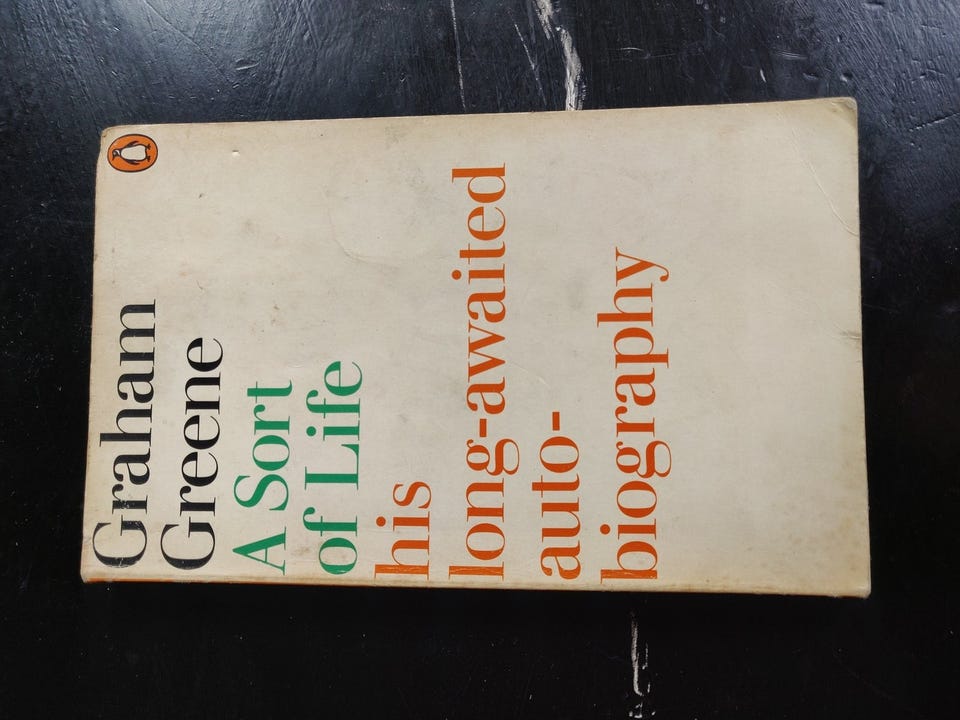 Graham
Greene
A Sort
of Life
his
long-awaited
auto-
biography